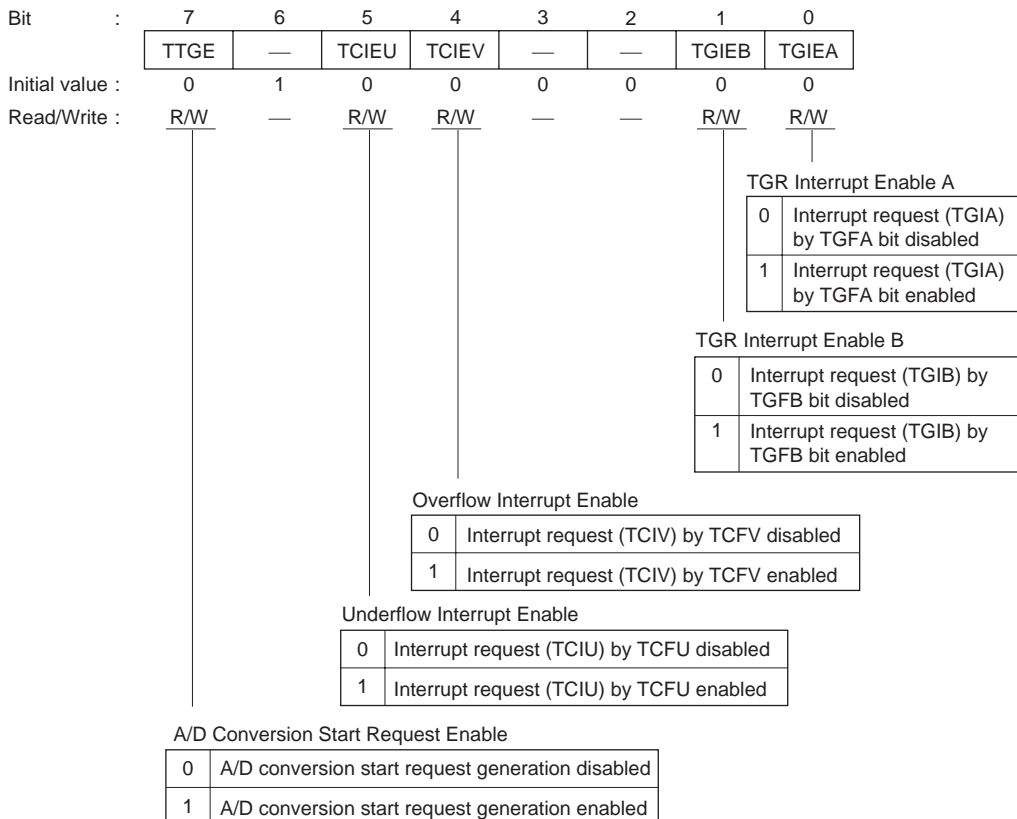 Bit : 7 6 5 4 3 2 1 0
TTGE — TCIEU TCIEV — — TGIEB TGIEA
Initial value : 0 1 0 0 0 0 0 0
Read/Write : R/W — R/W R/W — — R/W R/W
TGR Interrupt Enable A
0 Interrupt request (TGIA)
by TGFA bit disabled
1 Interrupt request (TGIA)
by TGFA bit enabled
TGR Interrupt Enable B
0 Interrupt request (TGIB) by
TGFB bit disabled
1 Interrupt request (TGIB) by
TGFB bit enabled
Overflow Interrupt Enable
0 Interrupt request (TCIV) by TCFV disabled
1 Interrupt request (TCIV) by TCFV enabled
Underflow Interrupt Enable
0 Interrupt request (TCIU) by TCFU disabled
1 Interrupt request (TCIU) by TCFU enabled
A/D Conversion Start Request Enable
0 A/D conversion start request generation disabled
1 A/D conversion start request generation enabled